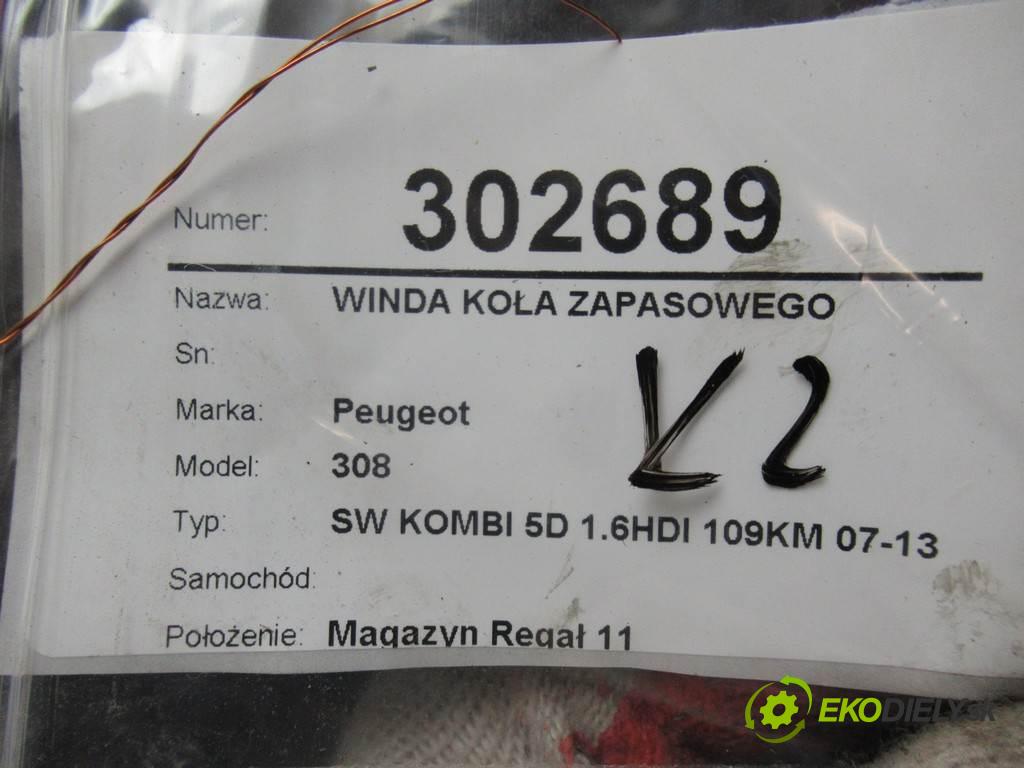 Numer: 302689
Nazwa: WINDA KOŁA ZAPASOWEGO
Sn:
Marka: Peugeot
Model: 308
Typ: SW KOMBI 5D 1.6HDI 109KM 07-13
Samochód:
Położenie: Magazyn Regał 11
K2
EKODIELY.SK